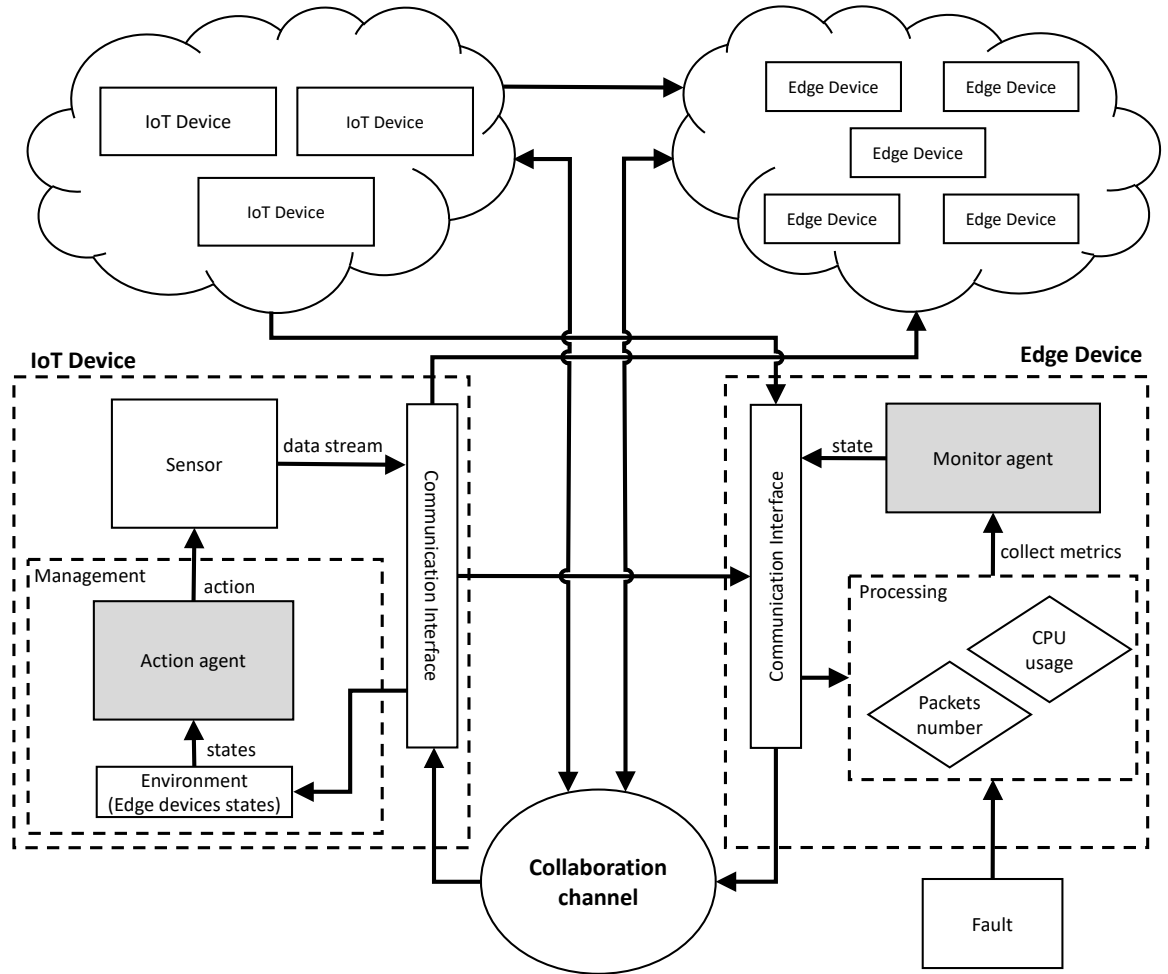 IoT Device
IoT Device
IoT Device
Edge Device
Edge Device
Edge Device
Edge Device
Edge Device
IoT Device
Sensor
data stream
Communication Interface
Management
action
Action agent
states
Environment
(Edge devices states)
Edge Device
Communication Interface
state
Monitor agent
collect metrics
Processing
CPU
usage
Packets
number
Collaboration
channel
Fault